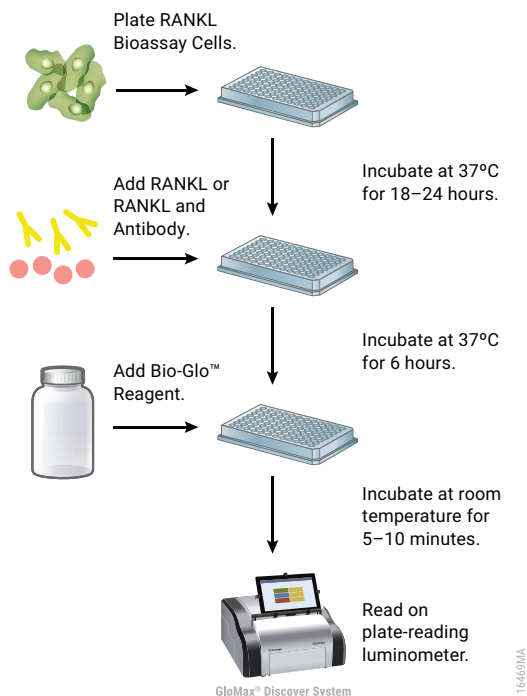 Plate RANKL
Bioassay Cells.
Incubate at 37ºC
for 18–24 hours.
Add RANKL or
RANKL and
Antibody.
Incubate at 37ºC
for 6 hours.
Add Bio-Glo™
Reagent.
Incubate at room
temperature for
5–10 minutes.
Read on
plate-reading
luminometer.
GloMax® Discover System
16469MA